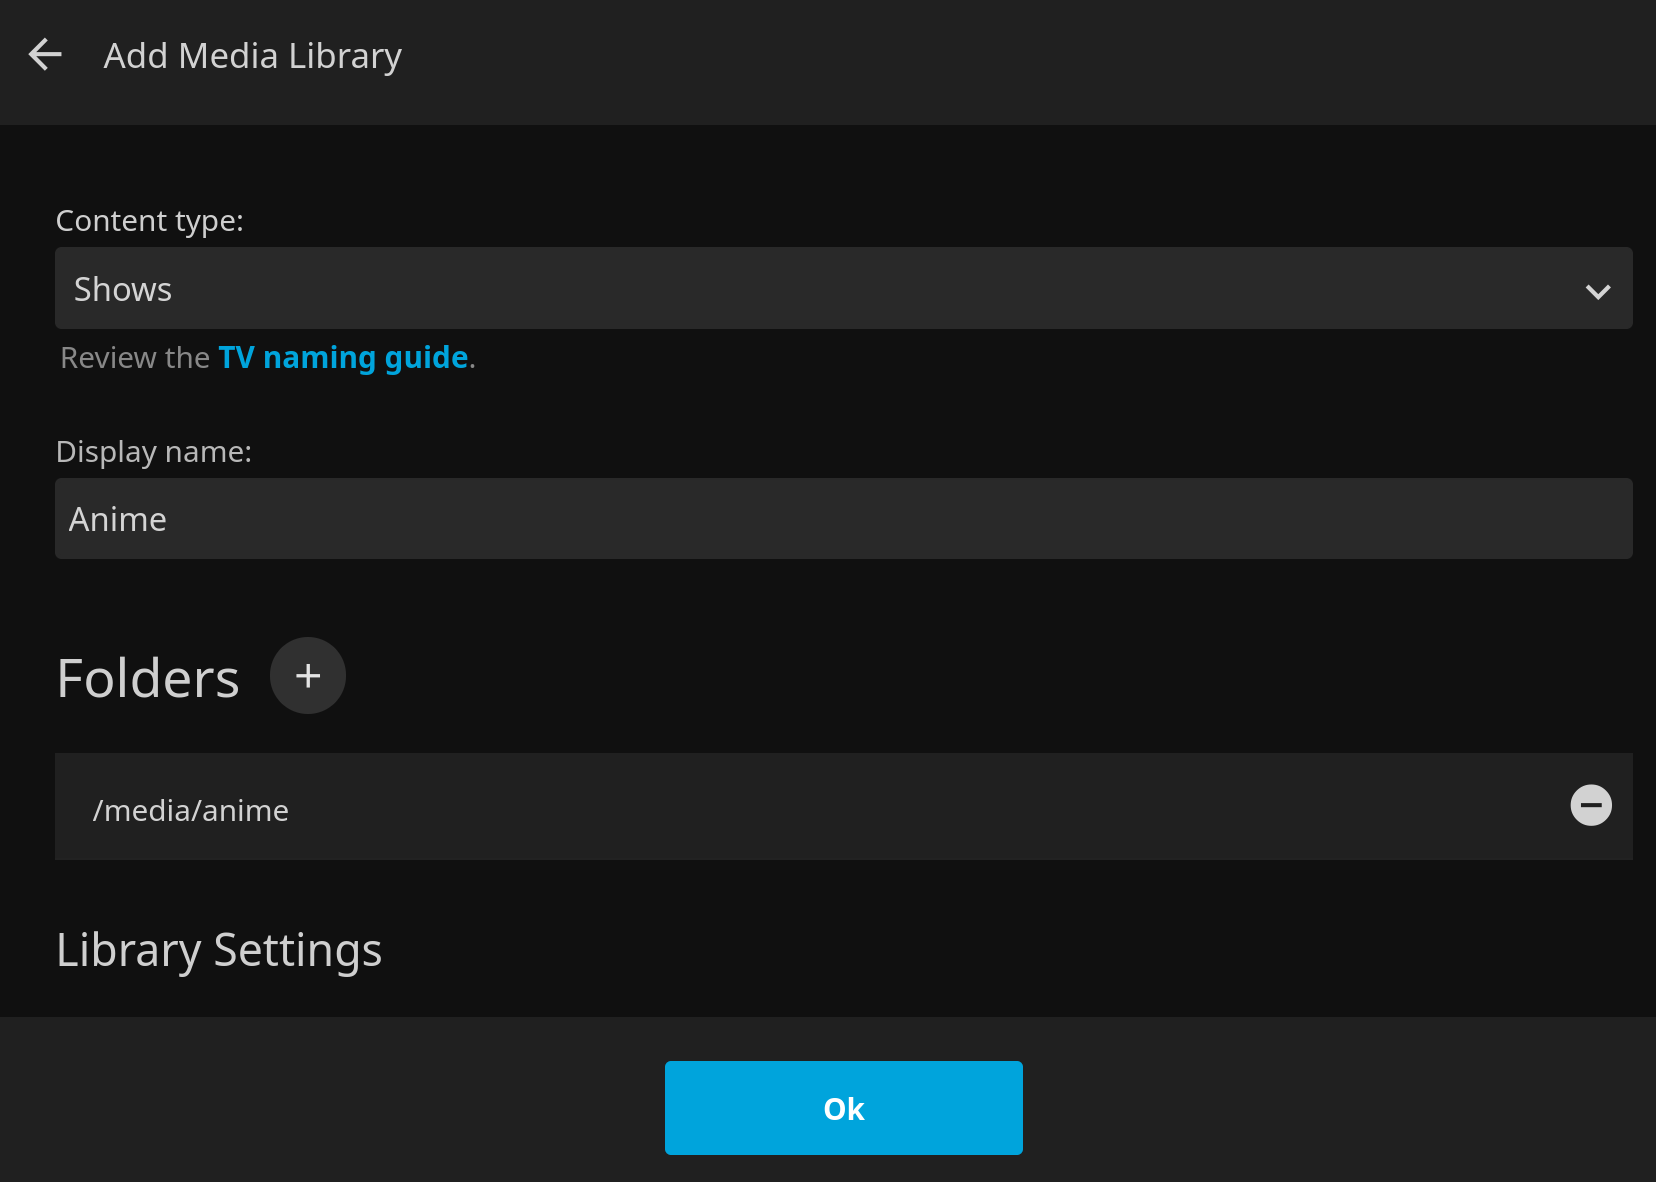 Add Media Library
Content type:
Shows
Review the TV naming guide.
Display name:
Anime
Folders
/media/anime
Library Settings
Ok